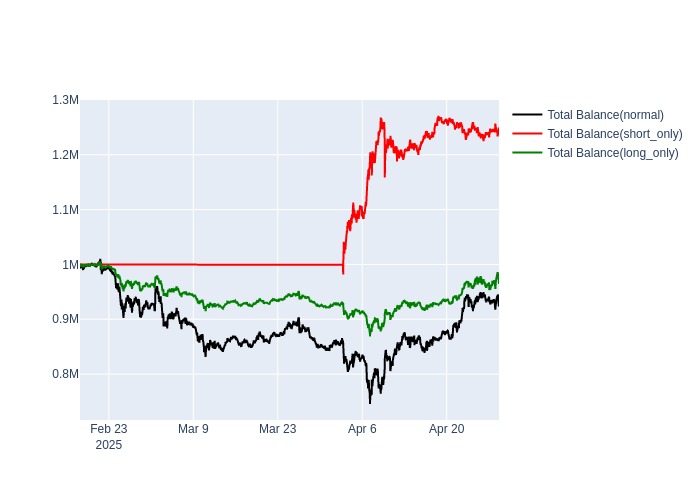 1.3M
1.2M
1.1M
1M
0.9M
0.8M
Feb 23
2025
Mar 9
Mar 23
Apr 6
Apr 20
Total Balance(normal)
Total Balance(short_only)
Total Balance(long_only)